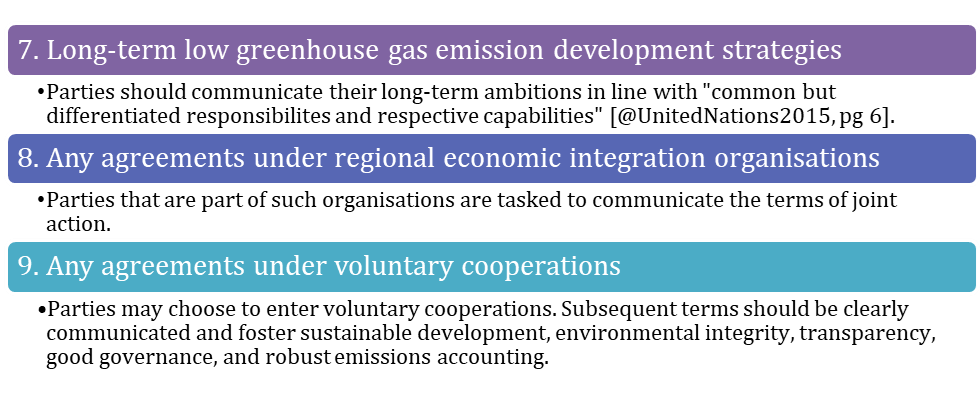 7. Long-term low greenhouse gas emission development strategies
•Parties should communicate their long-term ambitions in line with "common but
differentiated responsibilites and respective capabilities" [@UnitedNations2015, pg 6].
8. Any agreements under regional economic integration organisations
•Parties that are part of such organisations are tasked to communicate the terms of joint
action.
9. Any agreements under voluntary cooperations
•Parties may choose to enter voluntary cooperations. Subsequent terms should be clearly
communicated and foster sustainable development, environmental integrity, transparency,
good governance, and robust emissions accounting.